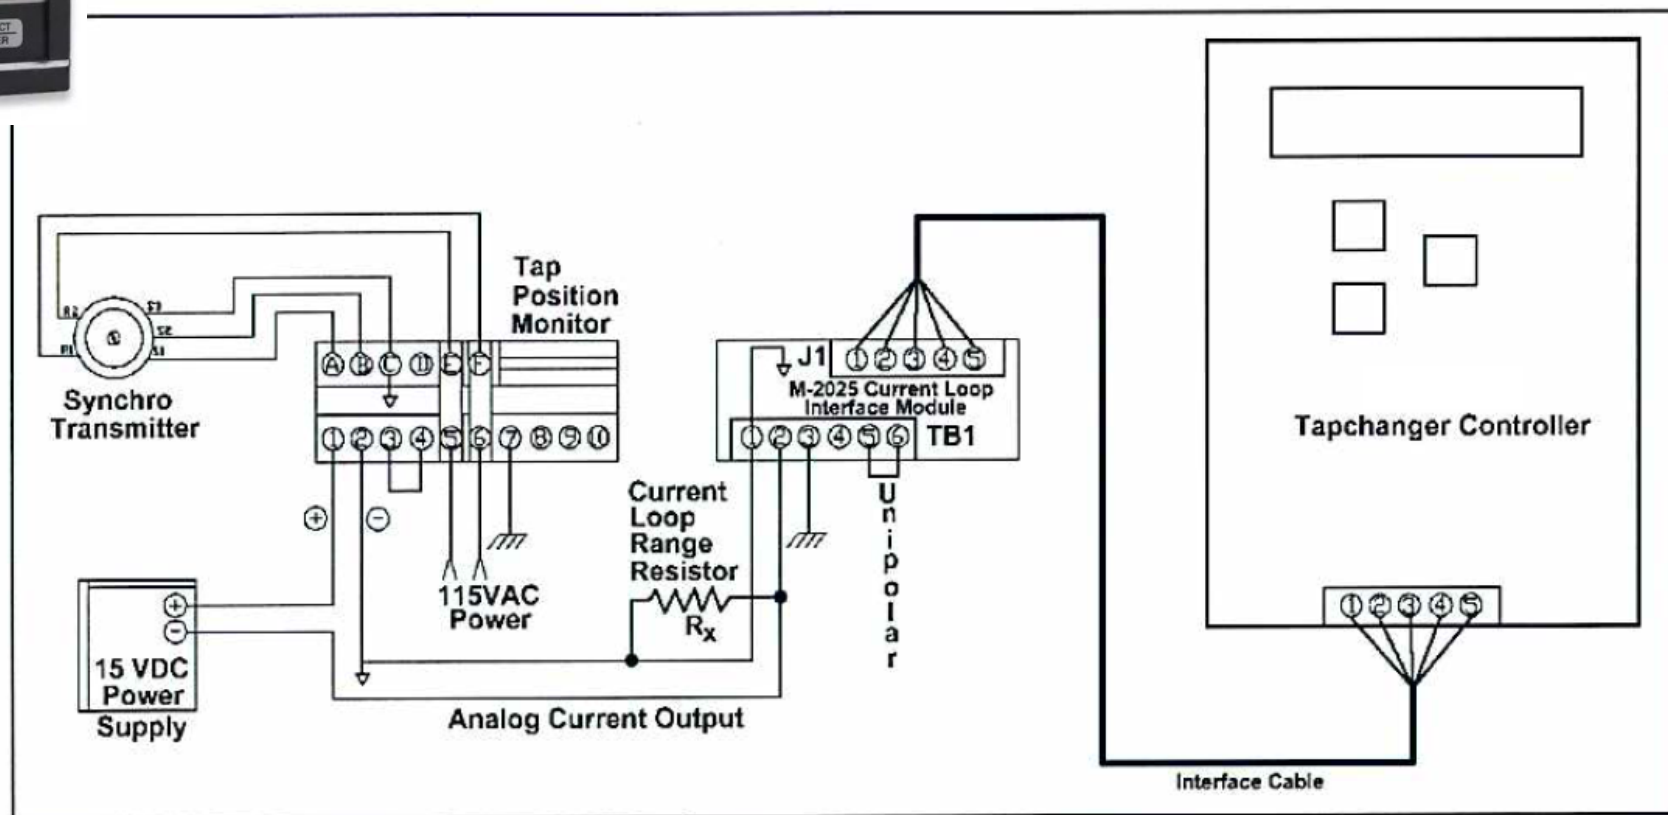 CT
ER
Tap
Position
Monitor
R2
R1
S3
S2
S1
Synchro
Transmitter
A B C D E F
1 2 3 4 5 6 7 8 9 10
+ −
115VAC
Power
+
−
15 VDC
Power
Supply
Analog Current Output
Current
Loop
Range
Resistor
Rx
J1 1 2 3 4 5
M-2025 Current Loop
Interface Module
1 2 3 4 5 6 TB1
U
n
i
p
o
l
a
r
Tapchanger Controller
1 2 3 4 5
Interface Cable